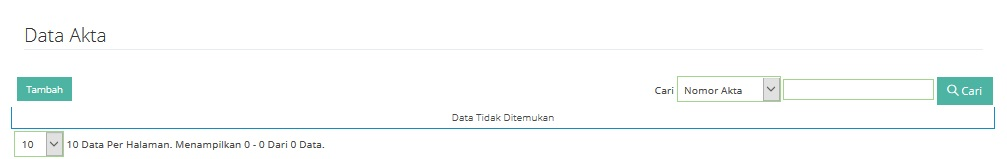 Data Akta
Tambah
Cari Nomor Akta Cari
Data Tidak Ditemukan
10 10 Data Per Halaman. Menampilkan 0 - 0 Dari 0 Data.